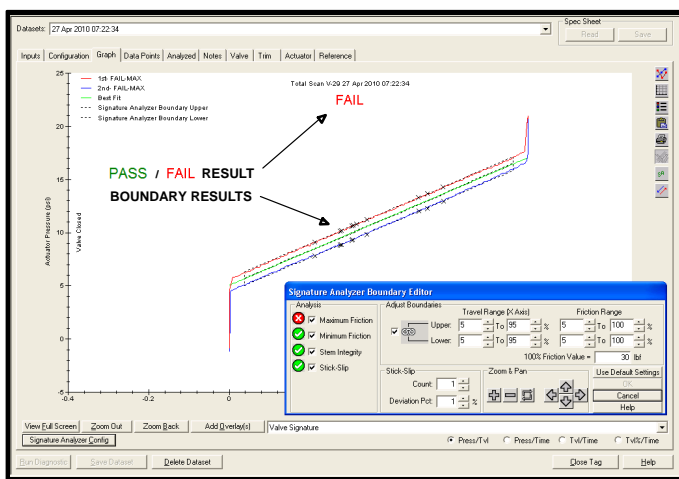 Datasets: 27 Apr 2010 07:22:34
Spec Sheet
Read Save
Inputs Configuration Graph Data Points Analyzed Notes Valve Trim Actuator Reference
1st- FAIL-MAX
2nd- FAIL-MAX
Best Fit
Signature Analyzer Boundary Upper
Signature Analyzer Boundary Lower
Total Scan V-29 27 Apr 2010 07:22:34
FAIL
PASS / FAIL RESULT
BOUNDARY RESULTS
Actuator Pressure (psi)
Valve Closed
25
20
15
10
5
0
-5
-0.4 -0.2 0
Signature Analyzer Boundary Editor
Analysis
Maximum Friction
Minimum Friction
Stem Integrity
Stick-Slip
Adjust Boundaries
Travel Range (X Axis) Friction Range
Upper: 5 To 95 % 5 To 100 %
Lower: 5 To 95 % 5 To 100 %
100% Friction Value = 30 lbf
Stick-Slip
Count: 1
Deviation Pct: 1 %
Zoom & Pan
Use Default Settings
OK
Cancel
Help
View Full Screen Zoom Out Zoom Back Add Overlay(s) Valve Signature
Signature Analyzer Config Press/Tvl Press/Time Tvl/Time Tvl%/Time
Run Diagnostic Save Dataset Delete Dataset Close Tag Help